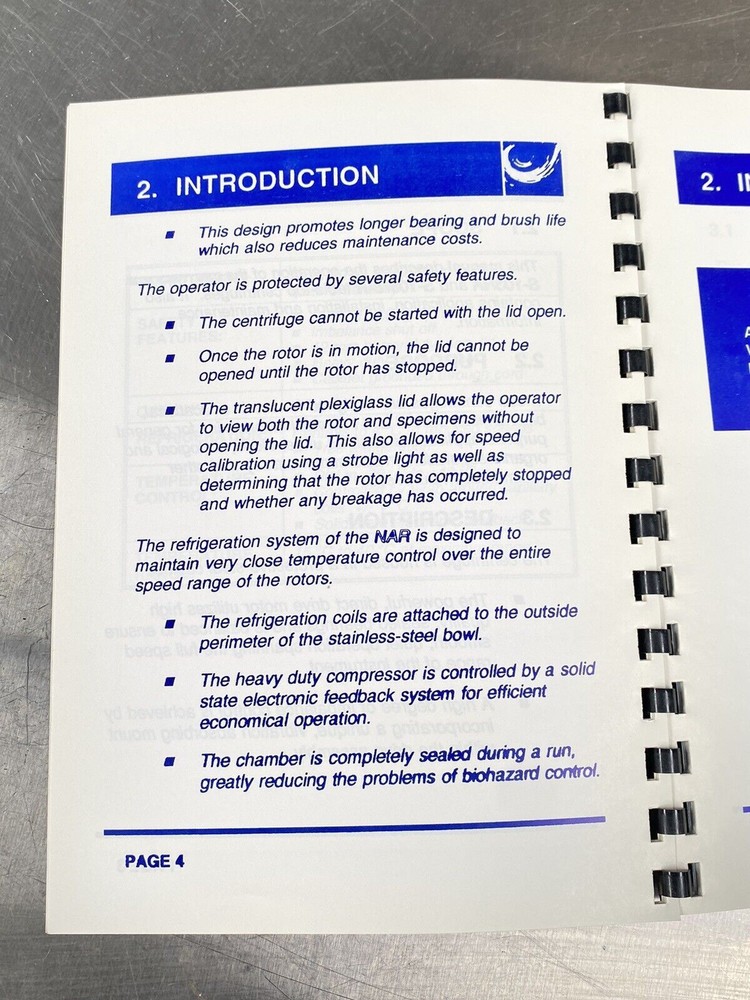 2. INTRODUCTION
■ This design promotes longer bearing and brush life
which also reduces maintenance costs.
The operator is protected by several safety features.
■ The centrifuge cannot be started with the lid open.
■ Once the rotor is in motion, the lid cannot be
opened until the rotor has stopped.
■ The translucent plexiglass lid allows the operator
to view both the rotor and specimens without
opening the lid. This also allows for speed
calibration using a strobe light as well as
determining that the rotor has completely stopped
and whether any breakage has occurred.
The refrigeration system of the NAR is designed to
maintain very close temperature control over the entire
speed range of the rotors.
■ The refrigeration coils are attached to the outside
perimeter of the stainless-steel bowl.
■ The heavy duty compressor is controlled by a solid
state electronic feedback system for efficient
economical operation.
■ The chamber is completely sealed during a run,
greatly reducing the problems of biohazard control.
PAGE 4
2. I